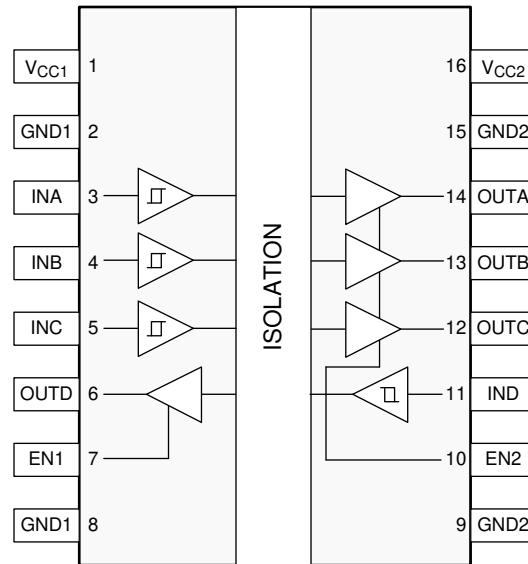 VCC1 1 16 VCC2
GND1 2 15 GND2
INA 3 14 OUTA
INB 4 13 OUTB
INC 5 12 OUTC
OUTD 6 11 IND
EN1 7 10 EN2
GND1 8 9 GND2
ISOLATION